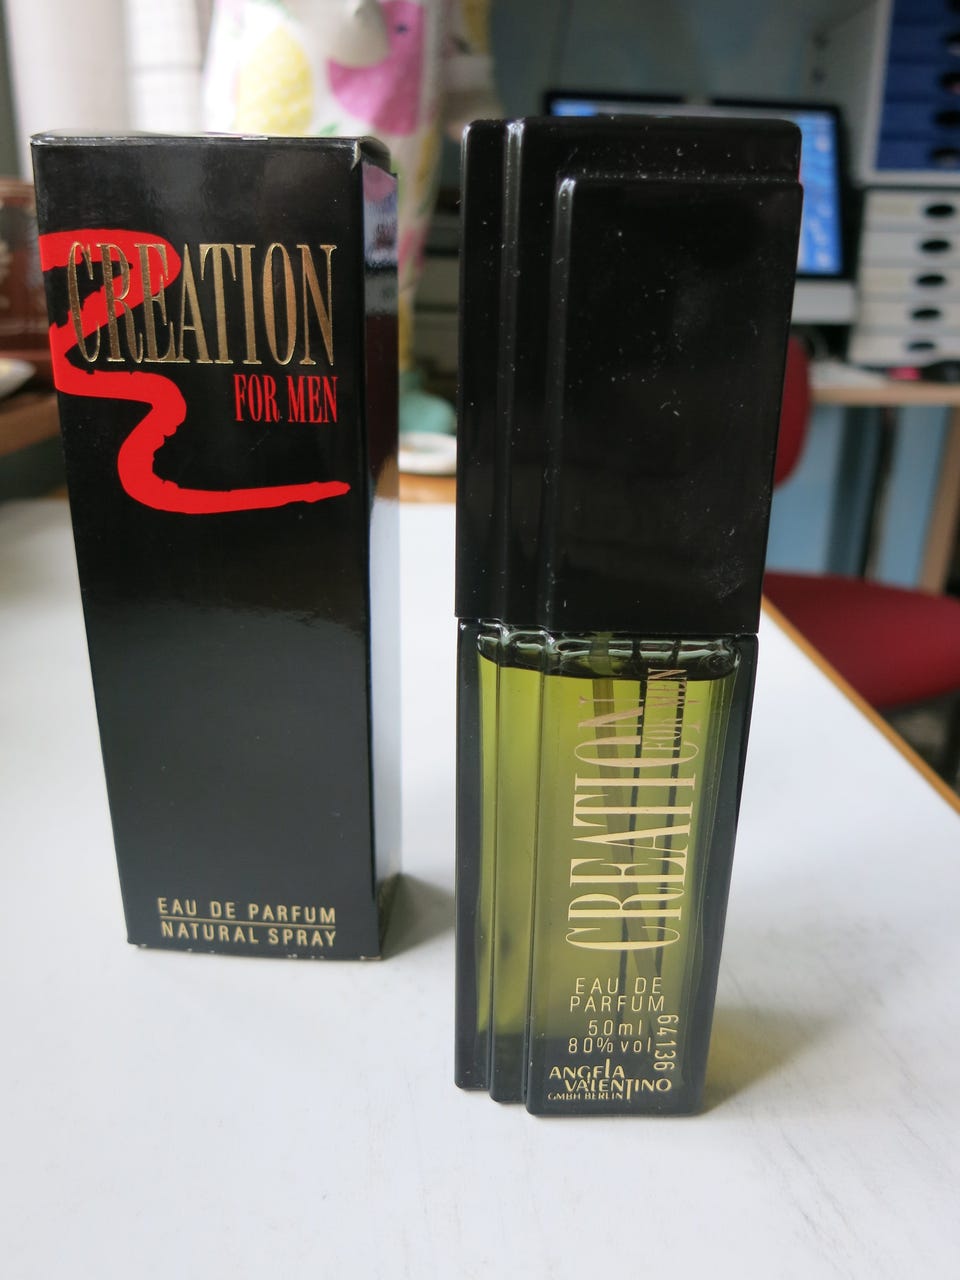 CREATION
FOR MEN
EAU DE PARFUM
NATURAL SPRAY
CREATION
FOR MEN
EAU DE
PARFUM
50ml
80% vol
64136
ANGELA
VALENTINO
GMBH BERLIN